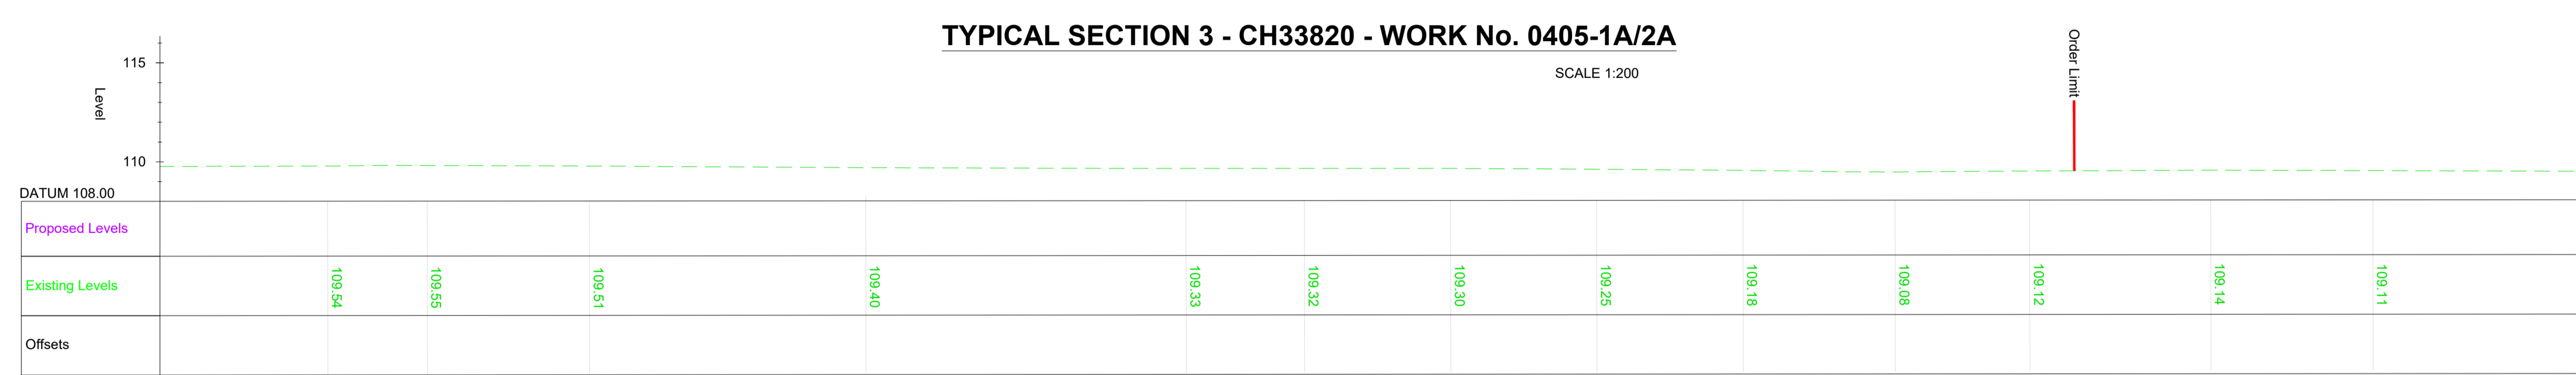 TYPICAL SECTION 3 - CH33820 - WORK No. 0405-1A/2A
SCALE 1:200
Order Limit
115
Level
110
DATUM 108.00
Proposed Levels
Existing Levels
109.54
109.55
109.51
109.40
109.33
109.32
109.30
109.25
109.18
109.08
109.12
109.14
109.11
Offsets